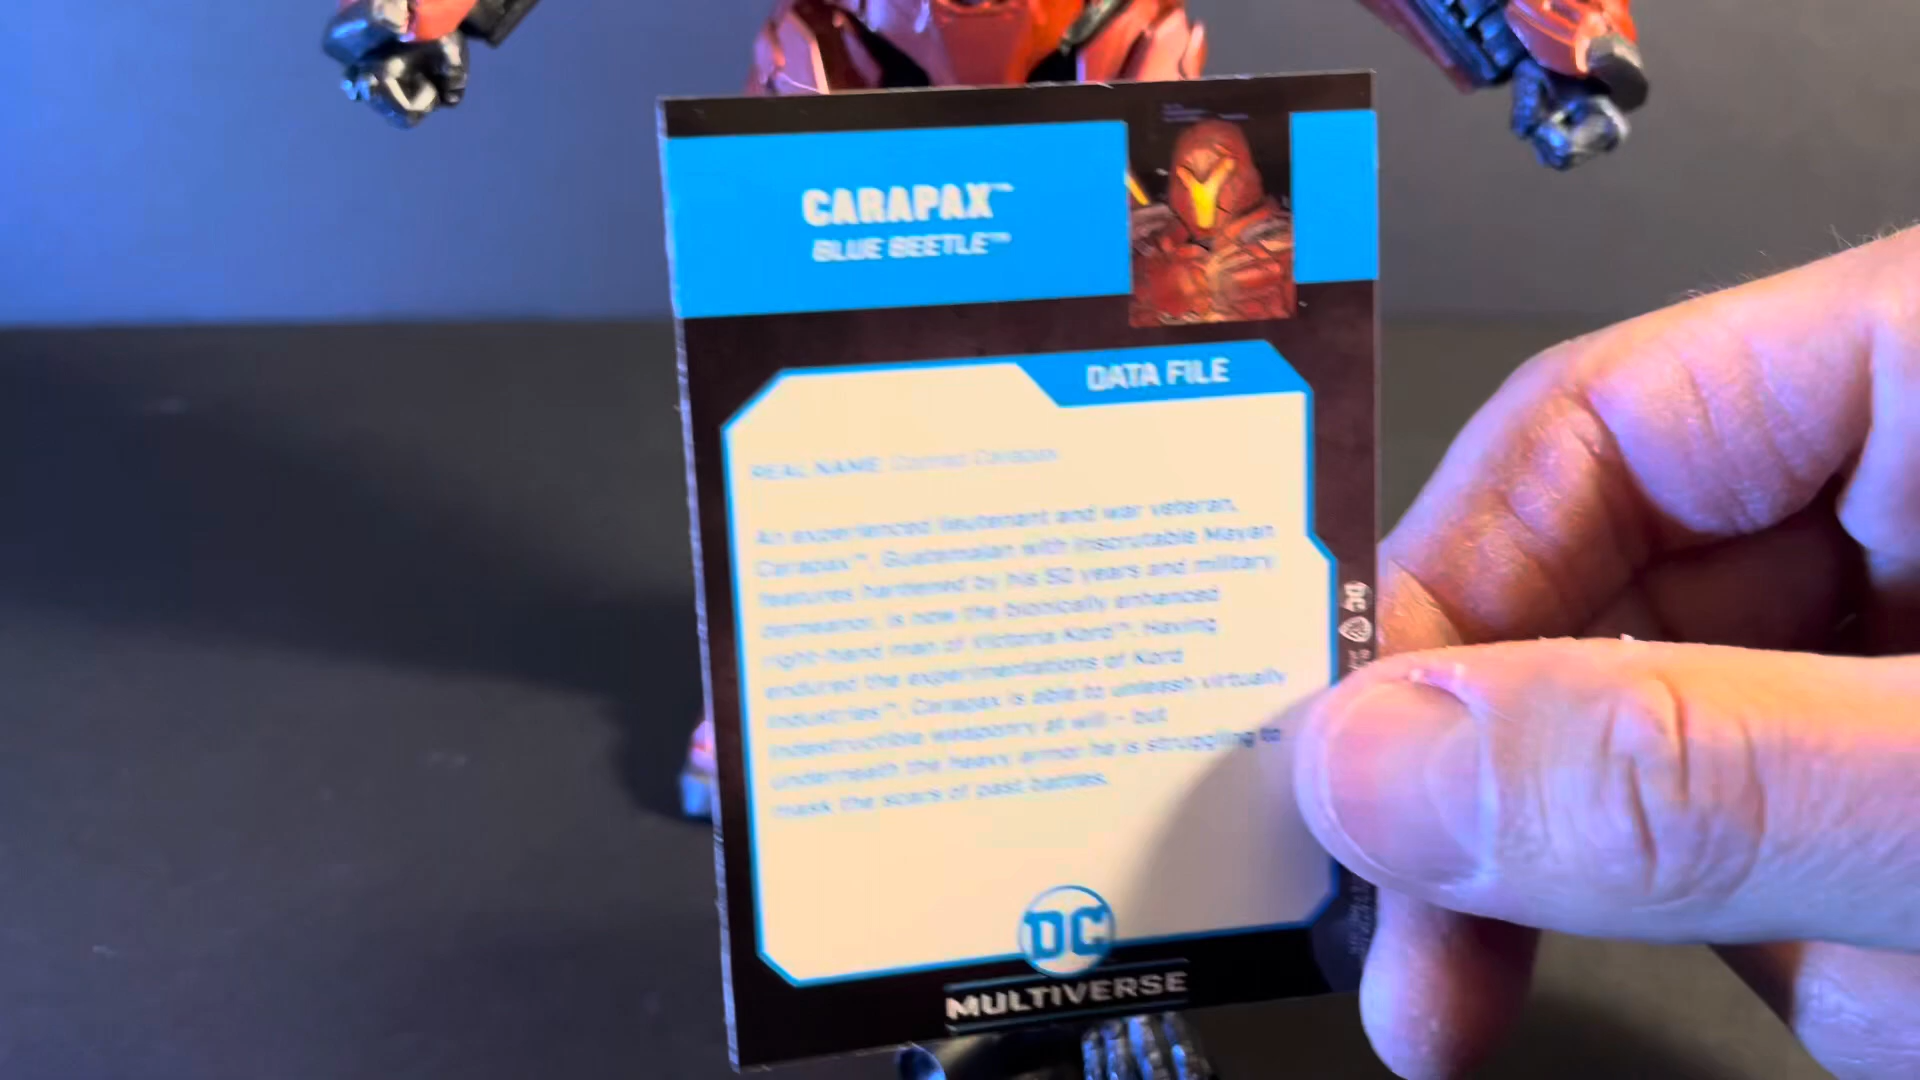 CARAPAX™
BLUE BEETLE™
DATA FILE
REAL NAME: Carapax
An experienced lieutenant and war veteran,
Carapax™, Guatemalan with inscrutable Mayan
features hardened by his 52 years and military
demeanor, is now the bionically enhanced
right-hand man of Victoria Kord™. Having
endured the experimentations of Kord
Industries™, Carapax is able to unleash virtually
indestructible weaponry at will – but
underneath the heavy armor he is struggling to
mask the scars of past battles.
DC
MULTIVERSE
DC